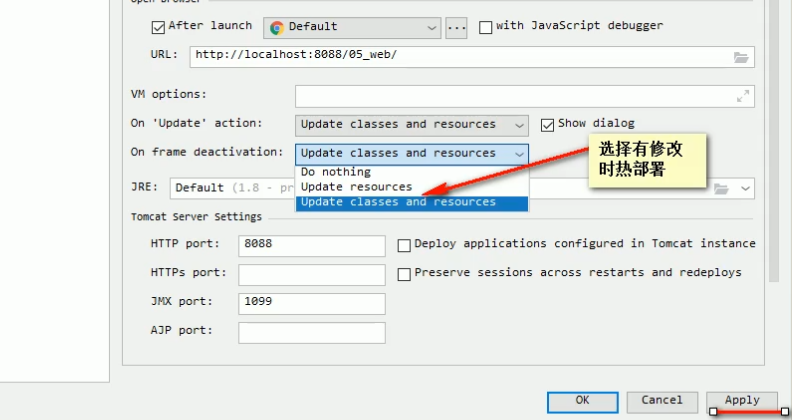 Open browser
After launch Default ... with JavaScript debugger
URL: http://localhost:8088/05_web/
VM options:
On 'Update' action: Update classes and resources Show dialog
On frame deactivation: Update classes and resources
选择有修改
时热部署
Do nothing
Update resources
Update classes and resources
JRE: Default (1.8 - pr
Tomcat Server Settings
HTTP port: 8088 Deploy applications configured in Tomcat instance
HTTPs port: Preserve sessions across restarts and redeploys
JMX port: 1099
AJP port:
OK Cancel Apply